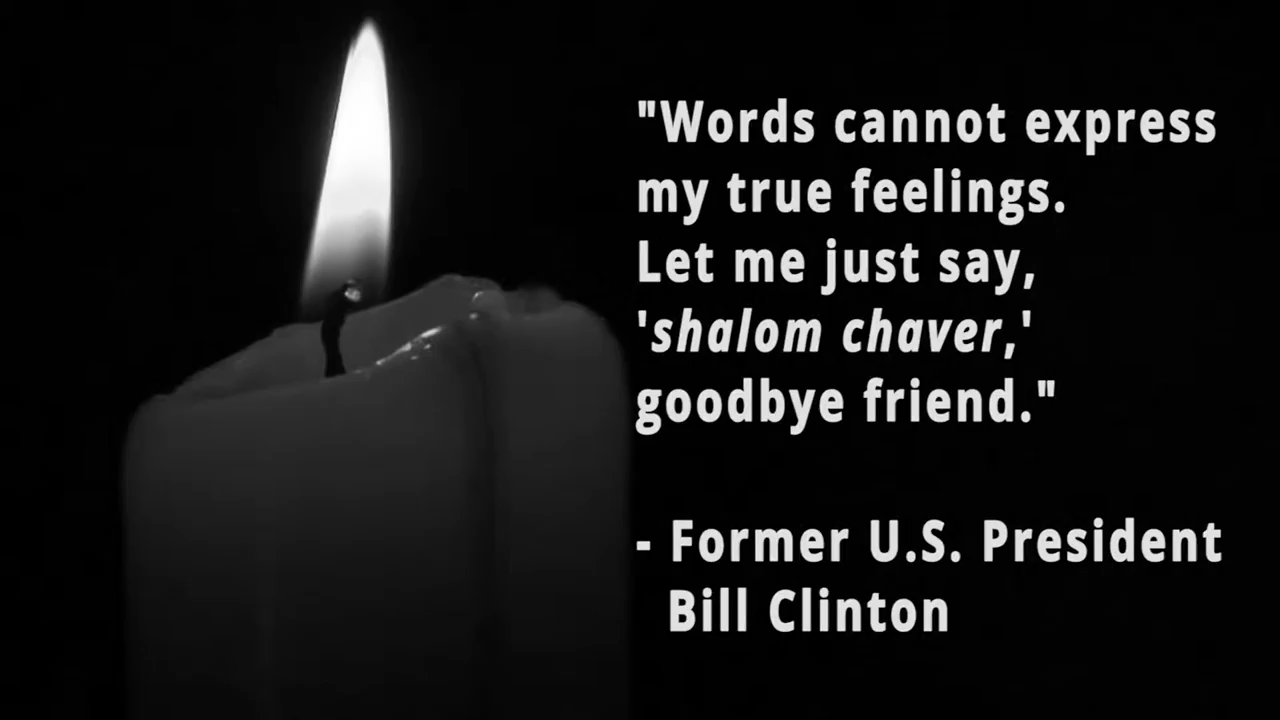 "Words cannot express
my true feelings.
Let me just say,
'shalom chaver,'
goodbye friend."
- Former U.S. President
Bill Clinton